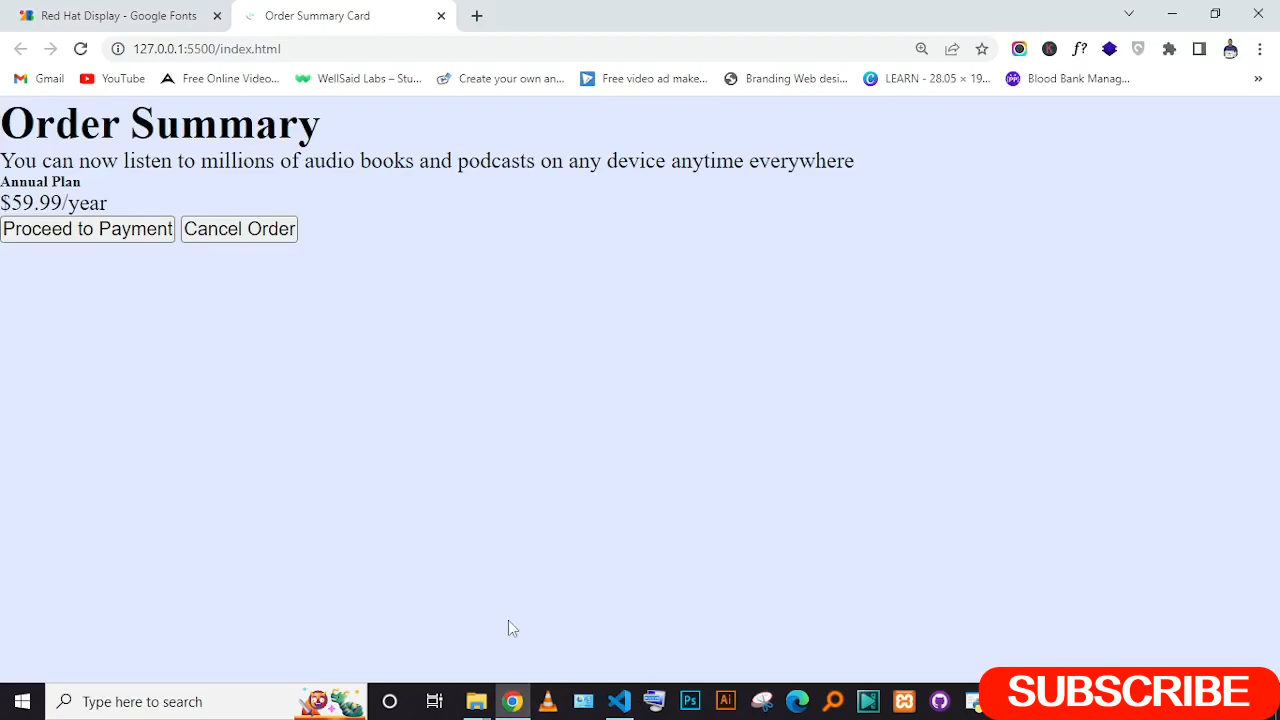 Red Hat Display - Google Fonts
Order Summary Card
127.0.0.1:5500/index.html
Gmail
YouTube
Free Online Video...
WellSaid Labs – Stu...
Create your own an...
Free video ad make...
Branding Web desi...
LEARN - 28.05 × 19...
Blood Bank Manag...
Order Summary
You can now listen to millions of audio books and podcasts on any device anytime everywhere
Annual Plan
$59.99/year
Proceed to Payment Cancel Order
Type here to search
Ps
Ai
SUBSCRIBE